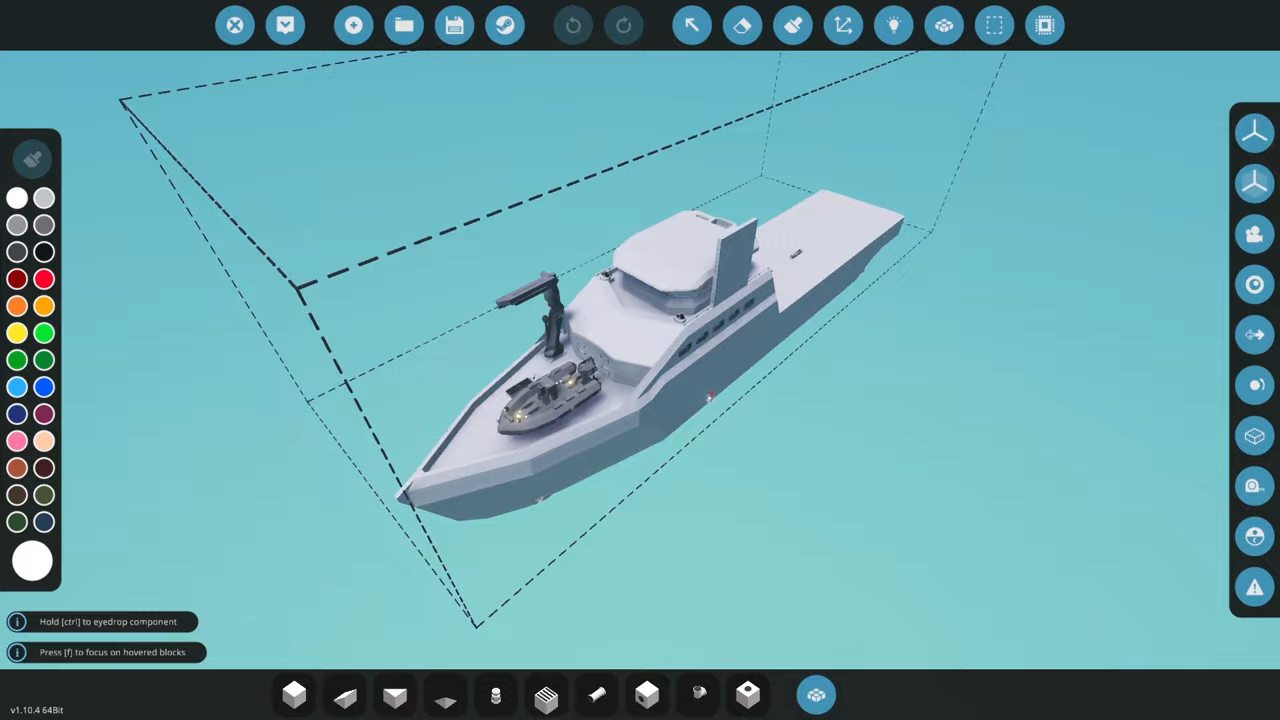 Hold [ctrl] to eyedrop component
Press [f] to focus on hovered blocks
v1.10.4 64Bit